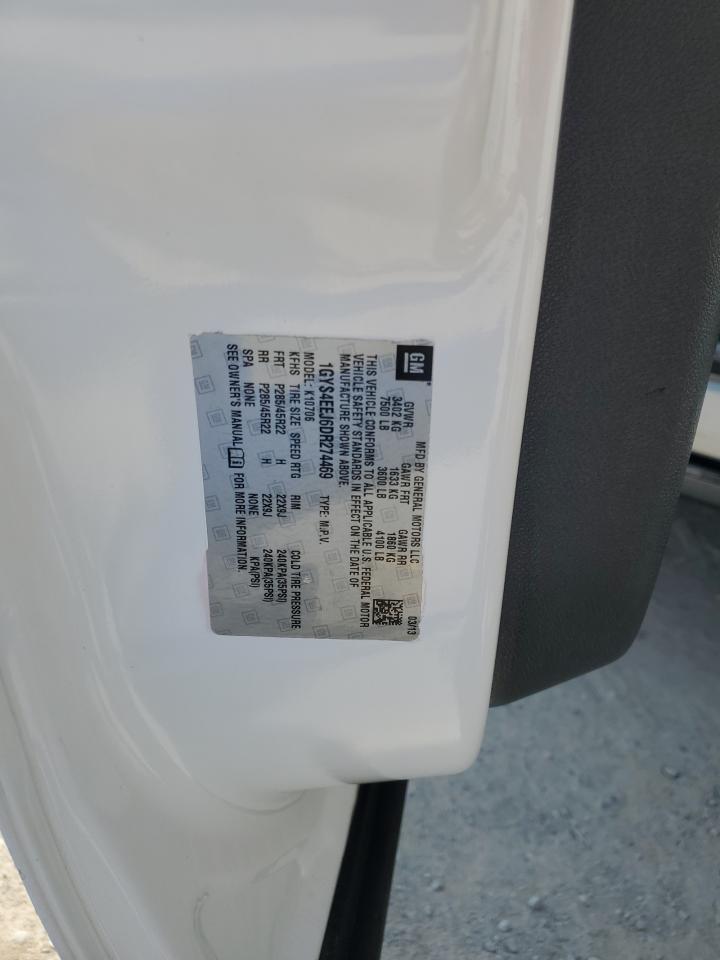 GM
MFD BY GENERAL MOTORS LLC 03/13
GVWR GAWR FRT GAWR RR
3402 KG 1633 KG 1860 KG
7500 LB 3600 LB 4100 LB
THIS VEHICLE CONFORMS TO ALL APPLICABLE U.S. FEDERAL MOTOR
VEHICLE SAFETY STANDARDS IN EFFECT ON THE DATE OF
MANUFACTURE SHOWN ABOVE.
1GYS4EEJ6DR274469 TYPE: M.P.V.
MODEL: K10706
KFHS TIRE SIZE SPEED RTG RIM COLD TIRE PRESSURE
FRT P285/45R22 H 22X9J 240KPA(35PSI)
RR P285/45R22 H 22X9J 240KPA(35PSI)
SPA NONE NONE KPA(PSI)
SEE OWNER'S MANUAL FOR MORE INFORMATION.